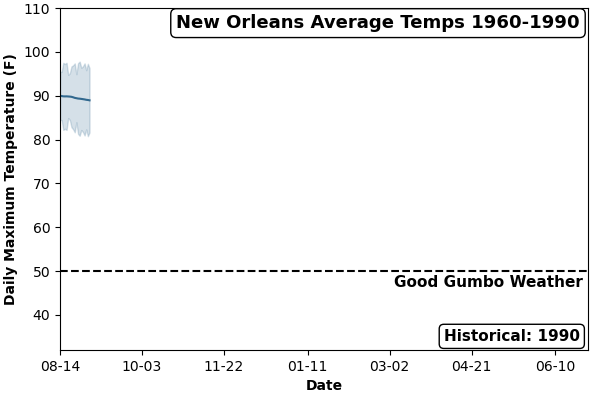 New Orleans Average Temps 1960-1990
Daily Maximum Temperature (F)
110
100
90
80
70
60
50
40
Good Gumbo Weather
Historical: 1990
08-14 10-03 11-22 01-11 03-02 04-21 06-10
Date